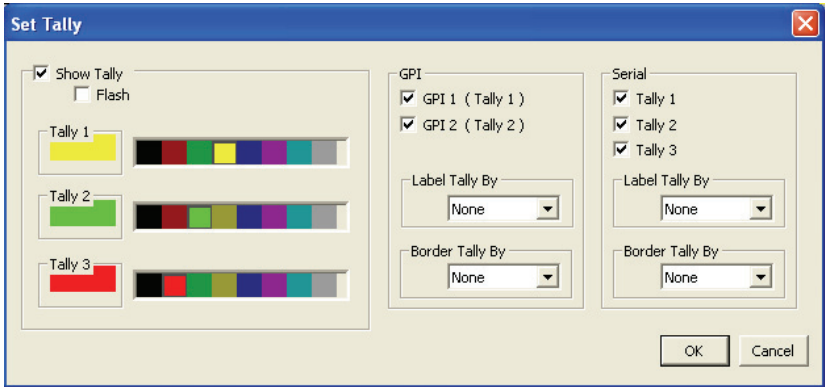 Set Tally
Show Tally
Flash
Tally 1
Tally 2
Tally 3
GPI
GPI 1 ( Tally 1 )
GPI 2 ( Tally 2 )
Label Tally By
None
Border Tally By
None
Serial
Tally 1
Tally 2
Tally 3
Label Tally By
None
Border Tally By
None
OK
Cancel